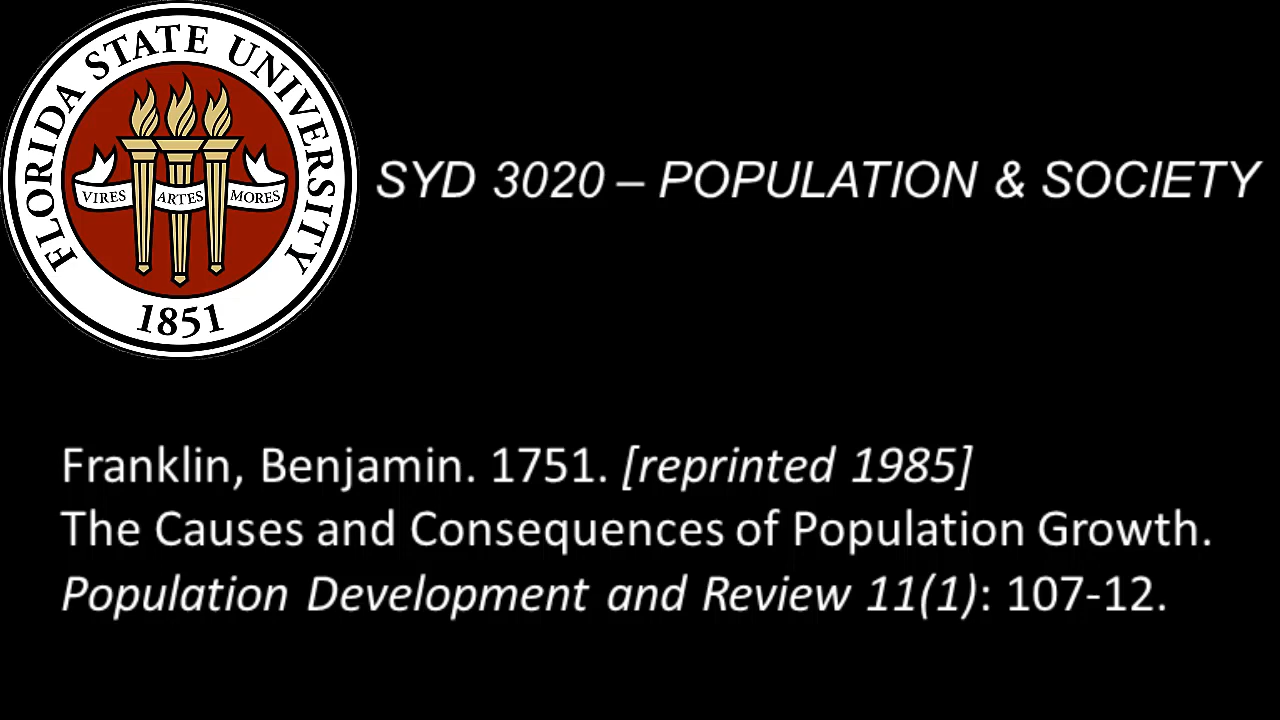 FLORIDA STATE UNIVERSITY
VIRES ARTES MORES
1851
SYD 3020 – POPULATION & SOCIETY
Franklin, Benjamin. 1751. [reprinted 1985]
The Causes and Consequences of Population Growth.
Population Development and Review 11(1): 107-12.